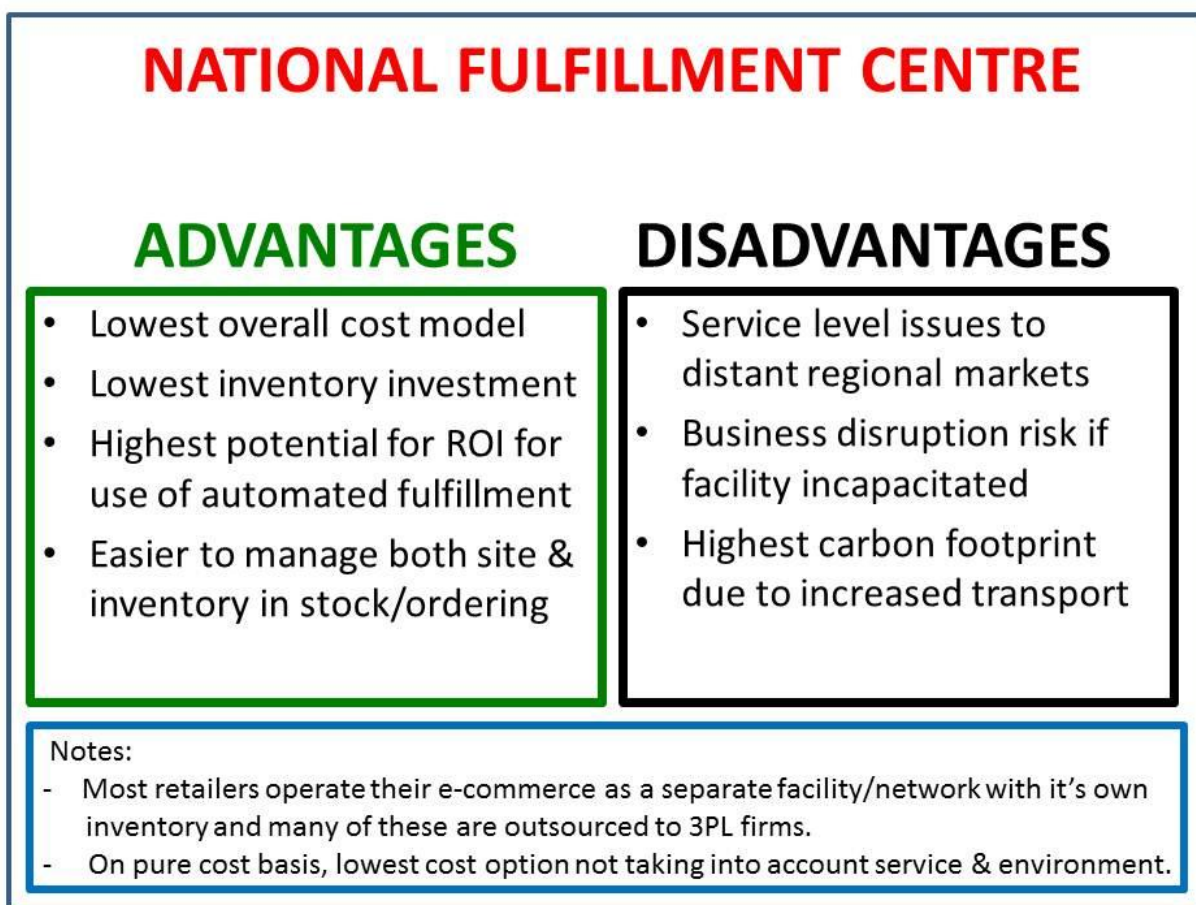 NATIONAL FULFILLMENT CENTRE
ADVANTAGES
• Lowest overall cost model
• Lowest inventory investment
• Highest potential for ROI for
use of automated fulfillment
• Easier to manage both site &
inventory in stock/ordering
DISADVANTAGES
• Service level issues to
distant regional markets
• Business disruption risk if
facility incapacitated
• Highest carbon footprint
due to increased transport
Notes:
- Most retailers operate their e-commerce as a separate facility/network with it's own
inventory and many of these are outsourced to 3PL firms.
- On pure cost basis, lowest cost option not taking into account service & environment.